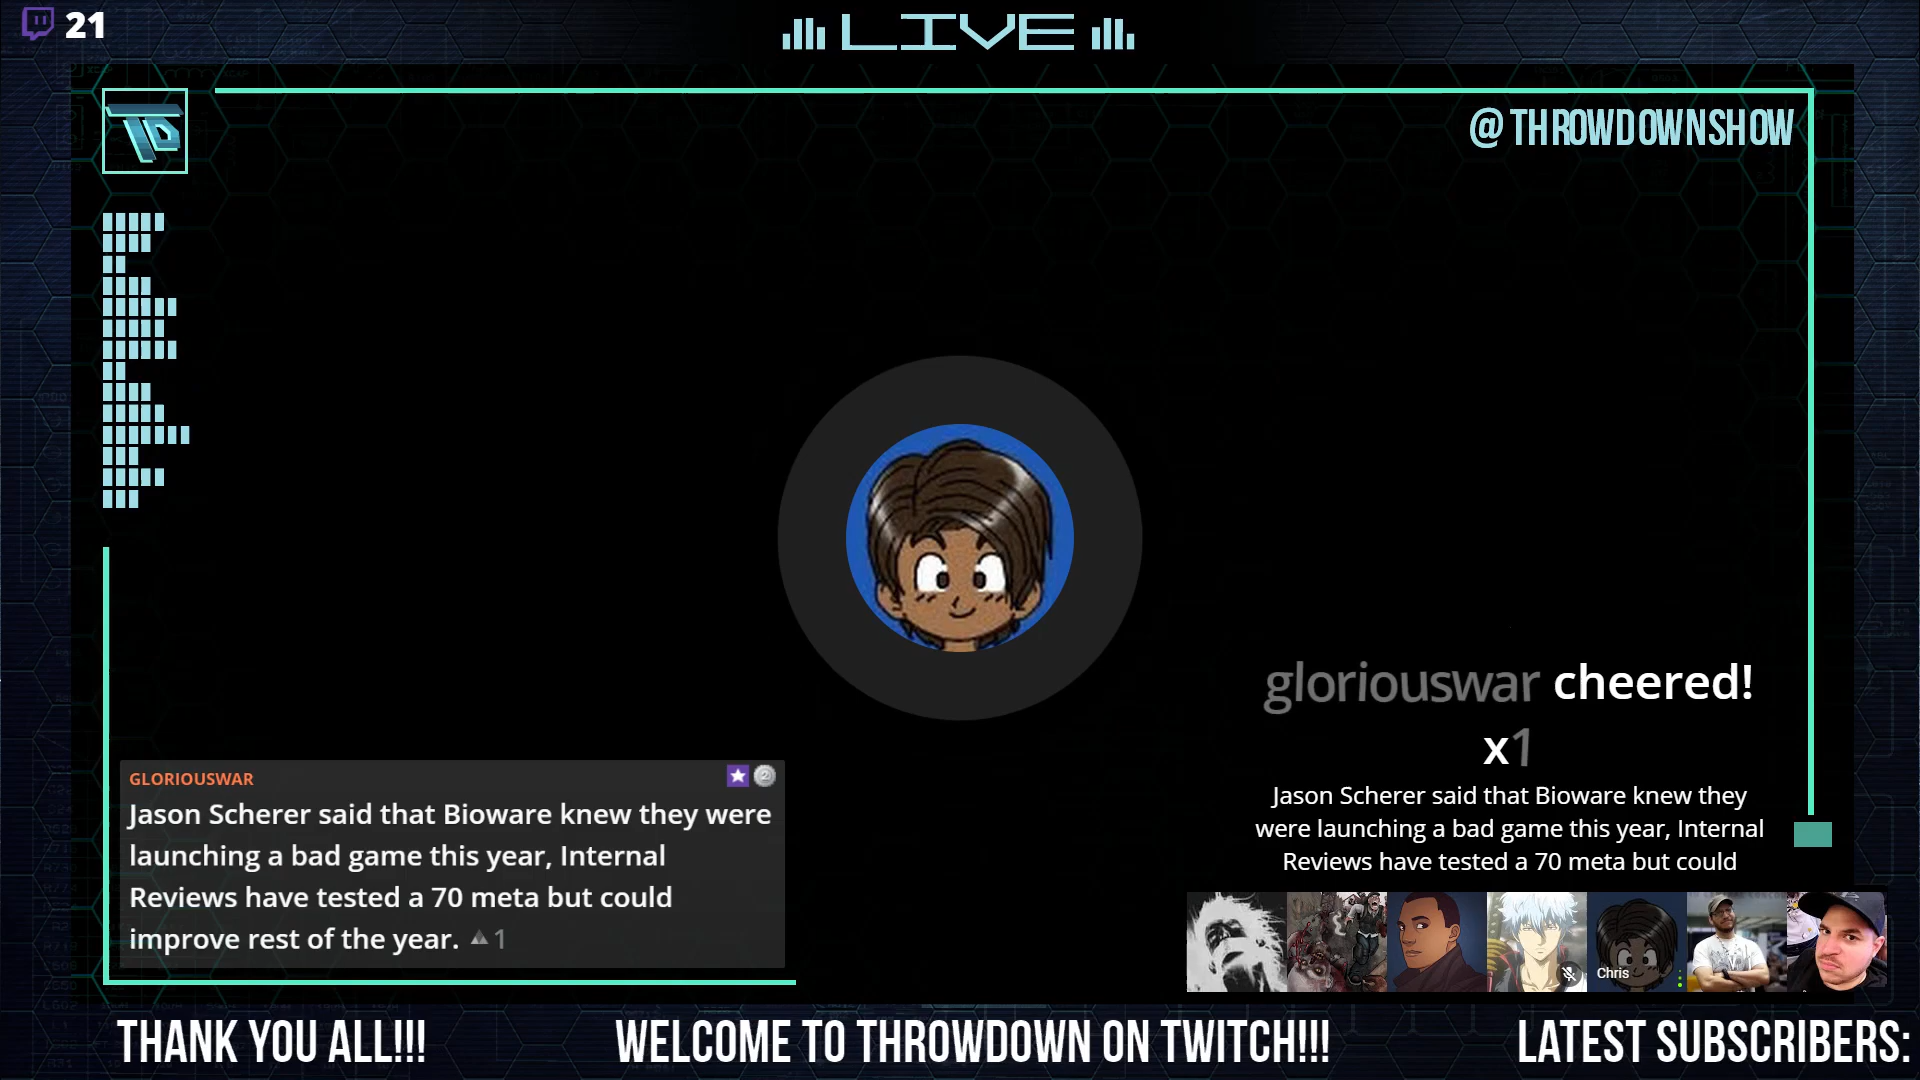 21
LIVE
TD
@THROWDOWNSHOW
gloriouswar cheered!
x1
Jason Scherer said that Bioware knew they
were launching a bad game this year, Internal
Reviews have tested a 70 meta but could
GLORIOUSWAR
2
Jason Scherer said that Bioware knew they were
launching a bad game this year, Internal
Reviews have tested a 70 meta but could
improve rest of the year. 1
Chris
THANK YOU ALL!!! WELCOME TO THROWDOWN ON TWITCH!!! LATEST SUBSCRIBERS: